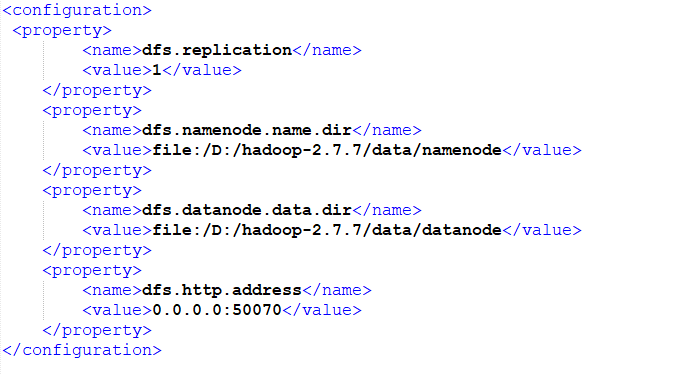 <configuration>
<property>
<name>dfs.replication</name>
<value>1</value>
</property>
<property>
<name>dfs.namenode.name.dir</name>
<value>file:/D:/hadoop-2.7.7/data/namenode</value>
</property>
<property>
<name>dfs.datanode.data.dir</name>
<value>file:/D:/hadoop-2.7.7/data/datanode</value>
</property>
<property>
<name>dfs.http.address</name>
<value>0.0.0.0:50070</value>
</property>
</configuration>